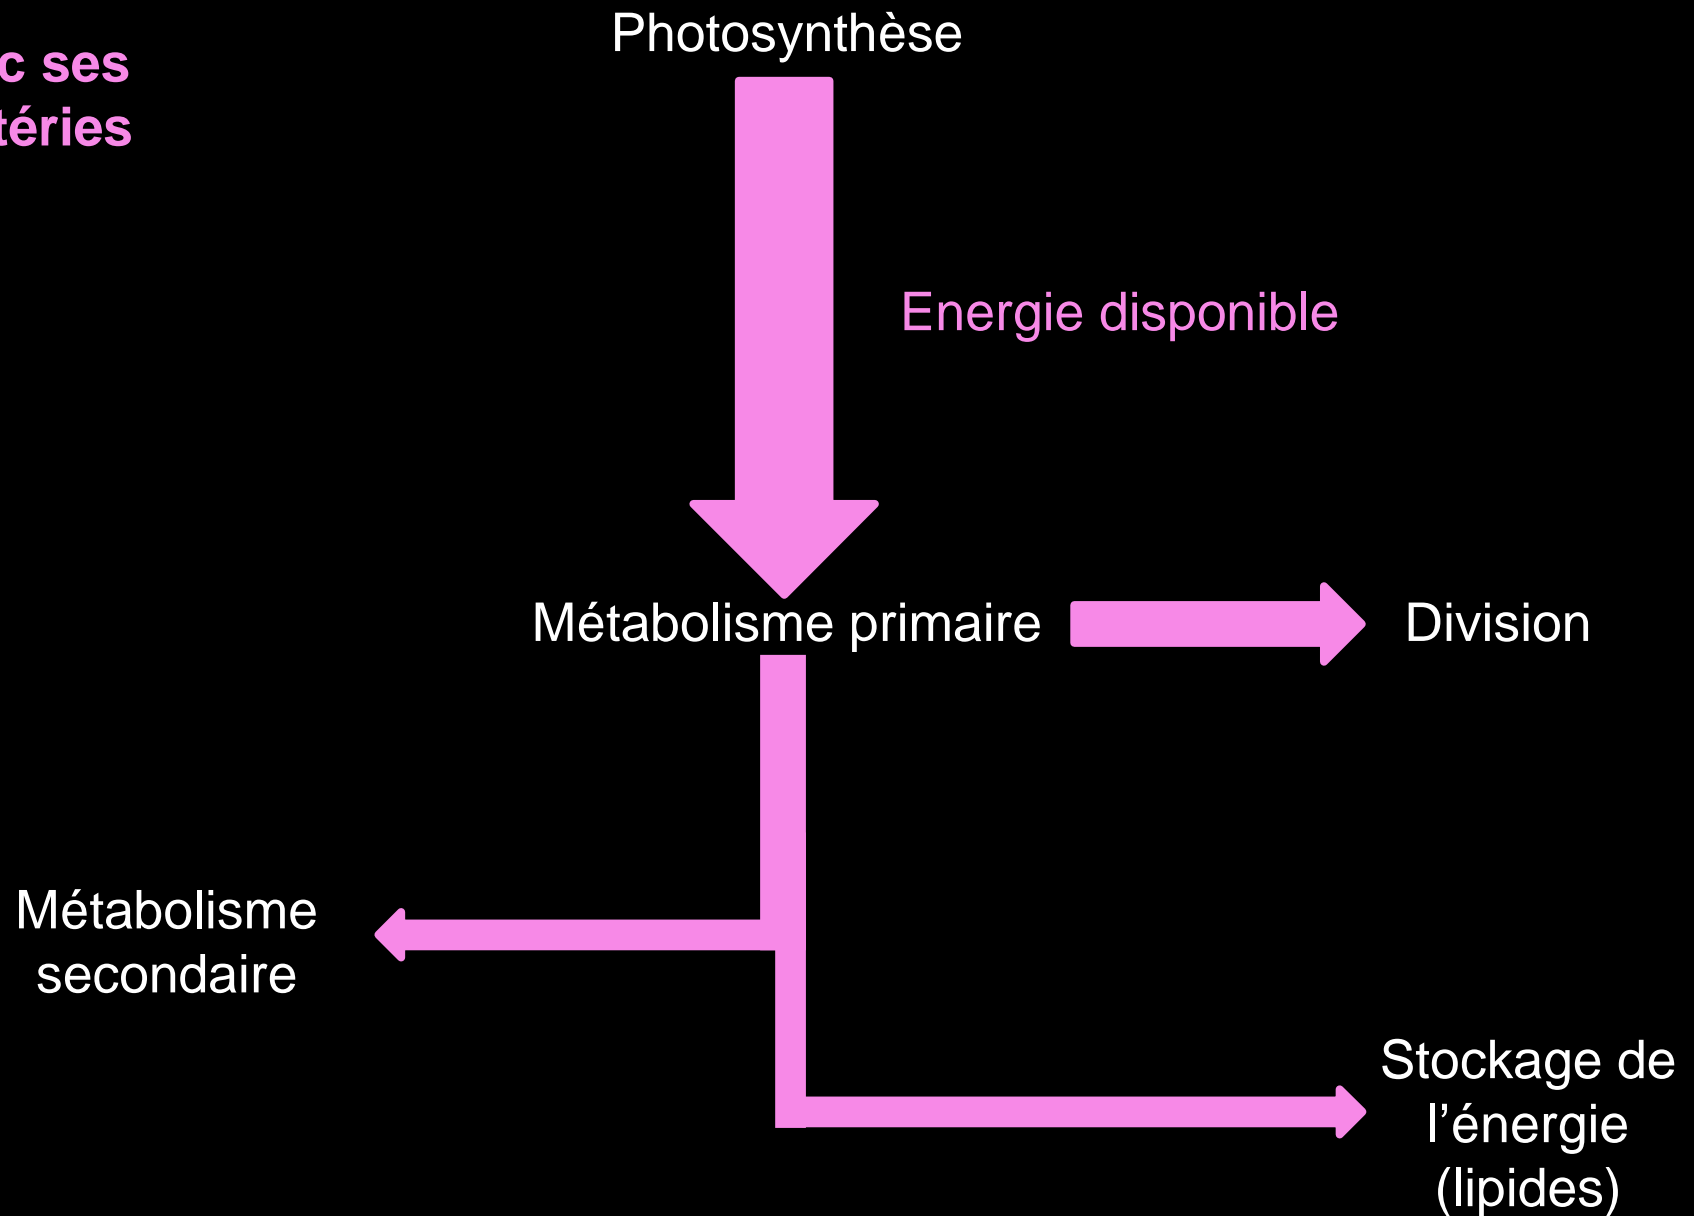 Photosynthèse
c ses
téries
Energie disponible
Métabolisme primaire
Division
Métabolisme
secondaire
Stockage de
l’énergie
(lipides)